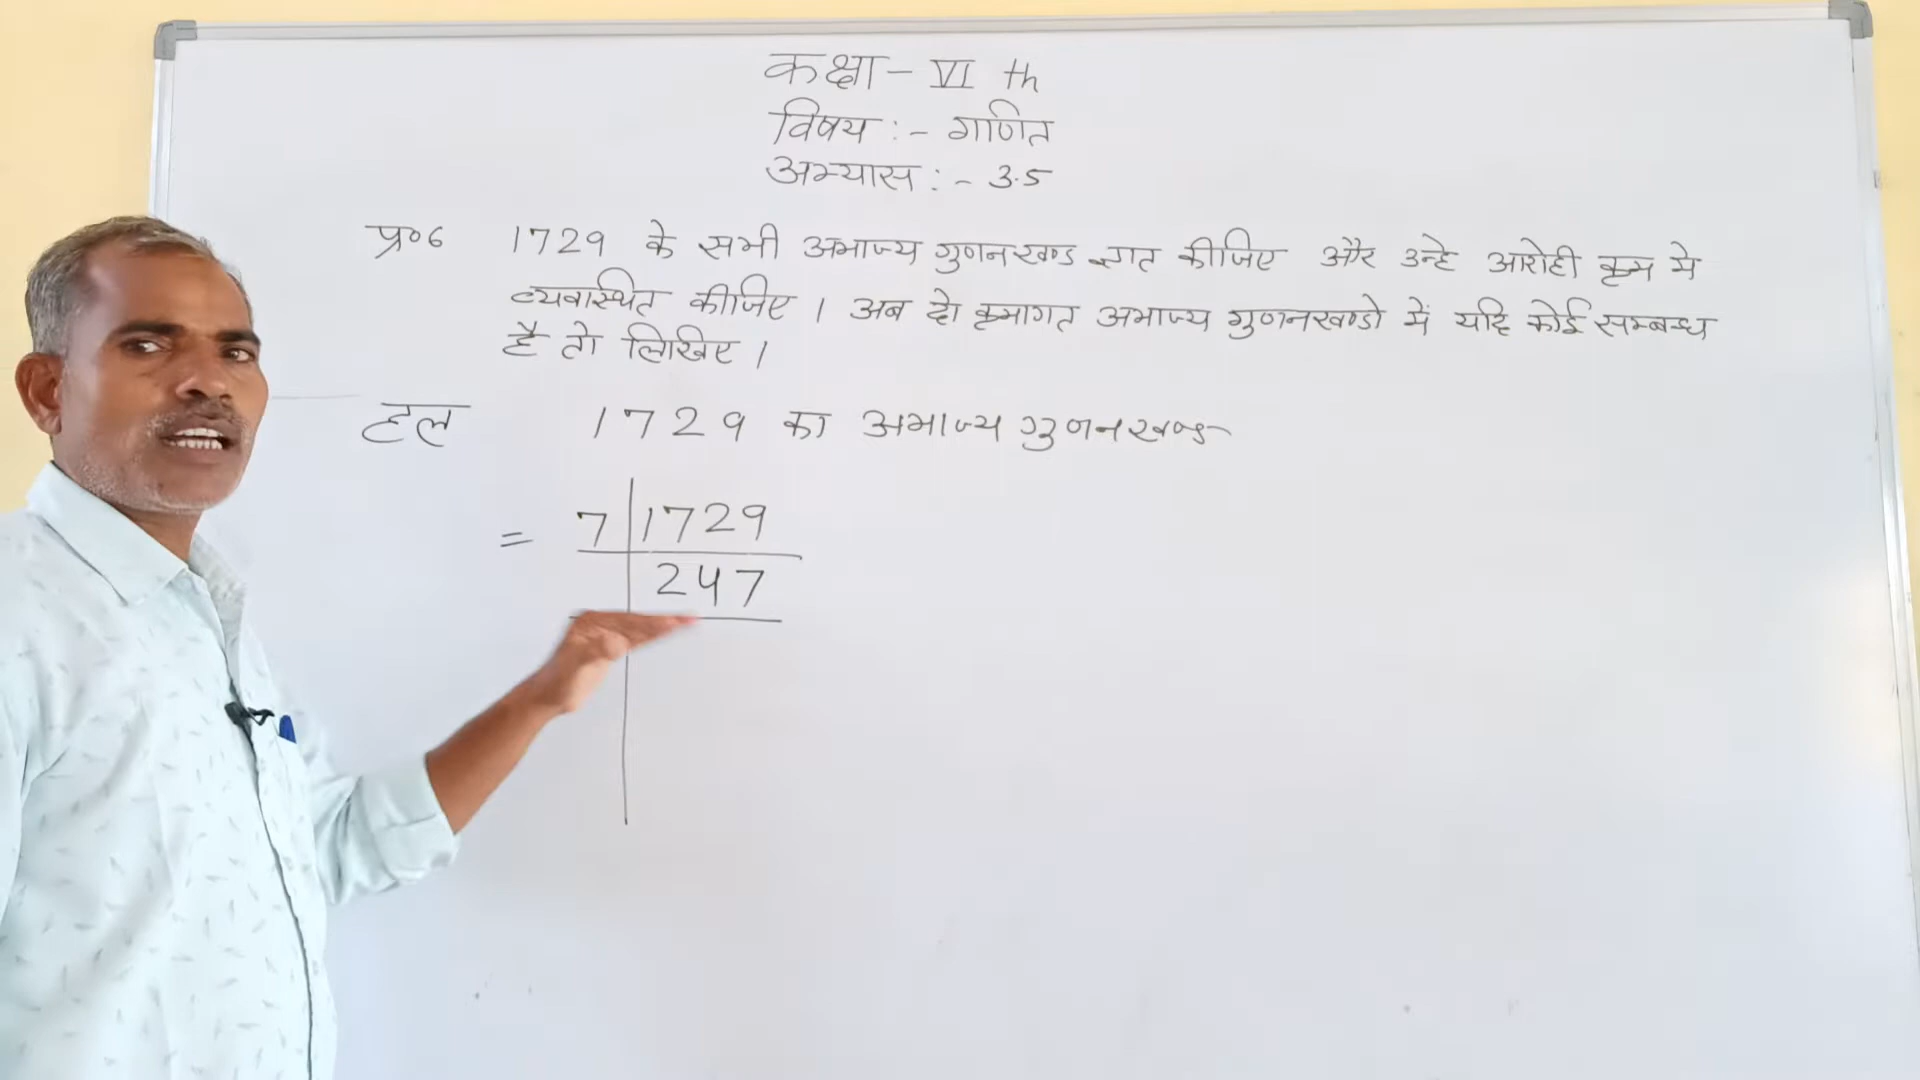 कक्षा - VI th
विषय :- गणित
अभ्यास :- 3.5
प्र०6 1729 के सभी अभाज्य गुणनखण्ड ज्ञात कीजिए और उन्हे आरोही क्रम मे
व्यवास्थित कीजिए । अब दो क्रमागत अभाज्य गुणनखण्डो में यदि कोई सम्बन्ध
है तो लिखिए ।
हल 1729 का अभाज्य गुणनखण्ड
= 7 | 1729
247